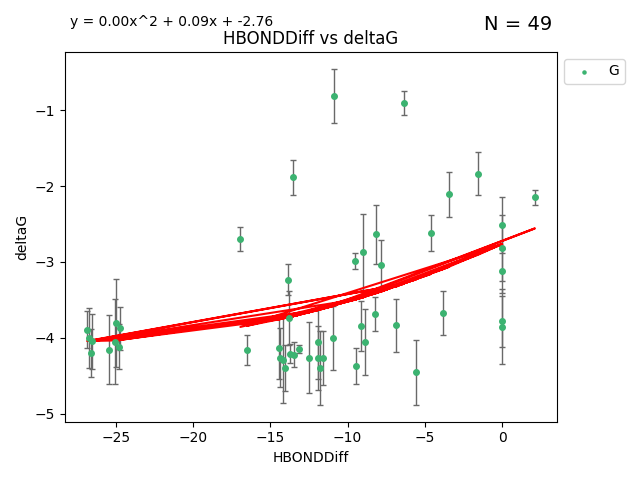 y = 0.00x^2 + 0.09x + -2.76
N = 49
HBONDDiff vs deltaG
G
deltaG
−1
−2
−3
−4
−5
−25
−20
−15
−10
−5
0
HBONDDiff